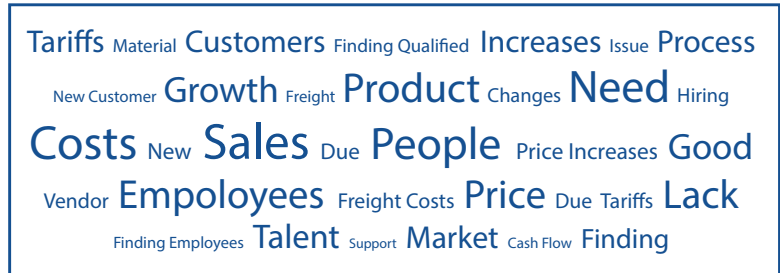 Tariffs Material Customers Finding Qualified Increases Issue Process
New Customer Growth Freight Product Changes Need Hiring
Costs New Sales Due People Price Increases Good
Vendor Empoloyees Freight Costs Price Due Tariffs Lack
Finding Employees Talent Support Market Cash Flow Finding